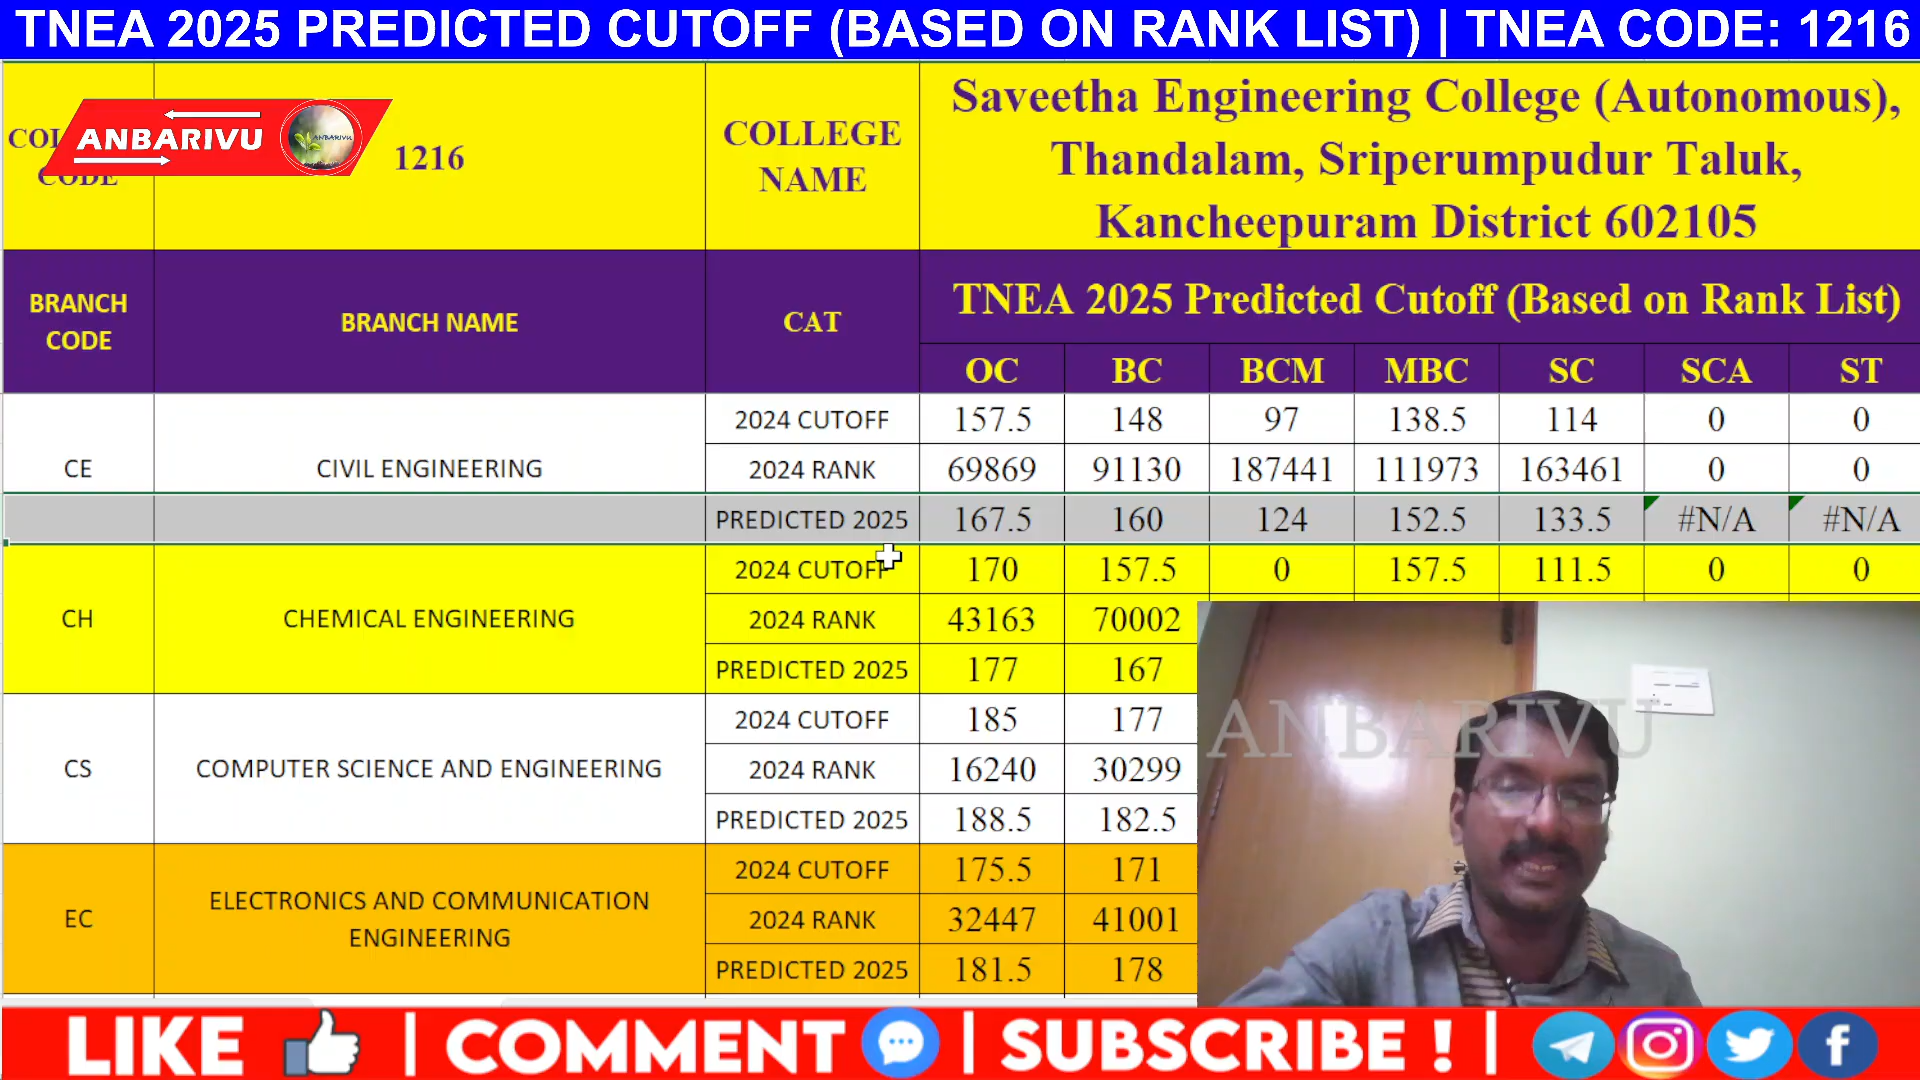 TNEA 2025 PREDICTED CUTOFF (BASED ON RANK LIST) | TNEA CODE: 1216
CODE
ANBARIVU
ANBARIVU
1216
COLLEGE
NAME
Saveetha Engineering College (Autonomous),
Thandalam, Sriperumpudur Taluk,
Kancheepuram District 602105
BRANCH
CODE
BRANCH NAME
CAT
TNEA 2025 Predicted Cutoff (Based on Rank List)
OC BC BCM MBC SC SCA ST
2024 CUTOFF 157.5 148 97 138.5 114 0 0
CE CIVIL ENGINEERING 2024 RANK 69869 91130 187441 111973 163461 0 0
PREDICTED 2025 167.5 160 124 152.5 133.5 #N/A #N/A
2024 CUTOFF 170 157.5 0 157.5 111.5 0 0
CH CHEMICAL ENGINEERING 2024 RANK 43163 70002
PREDICTED 2025 177 167
2024 CUTOFF 185 177
CS COMPUTER SCIENCE AND ENGINEERING 2024 RANK 16240 30299
PREDICTED 2025 188.5 182.5
2024 CUTOFF 175.5 171
EC ELECTRONICS AND COMMUNICATION
ENGINEERING 2024 RANK 32447 41001
PREDICTED 2025 181.5 178
ANBARIVU
LIKE | COMMENT | SUBSCRIBE ! |